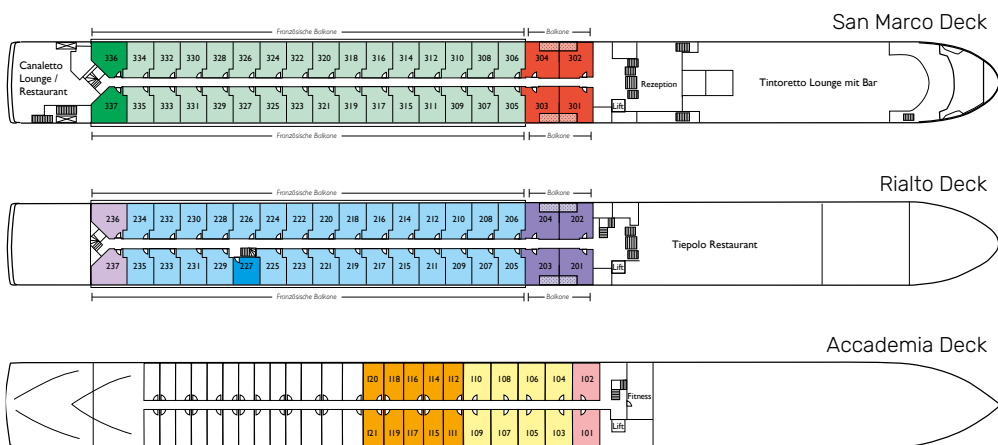 San Marco Deck
Französische Balkone
Balkone
336 334 332 330 328 326 324 322 320 318 316 314 312 310 308 306 304 302
Canaletto
Lounge /
Restaurant
Rezeption
Tintoretto Lounge mit Bar
337 335 333 331 329 327 325 323 321 319 317 315 311 309 307 305 303 301
Lift
Französische Balkone
Balkone
Rialto Deck
Französische Balkone
Balkone
236 234 232 230 228 226 224 222 220 218 216 214 212 210 208 206 204 202
Tiepolo Restaurant
237 235 233 231 229 227 225 223 221 219 217 215 211 209 207 205 203 201
Lift
Französische Balkone
Balkone
Accademia Deck
120 118 116 114 112 110 108 106 104 102
Fitness
121 119 117 115 111 109 107 105 103 101
Lift